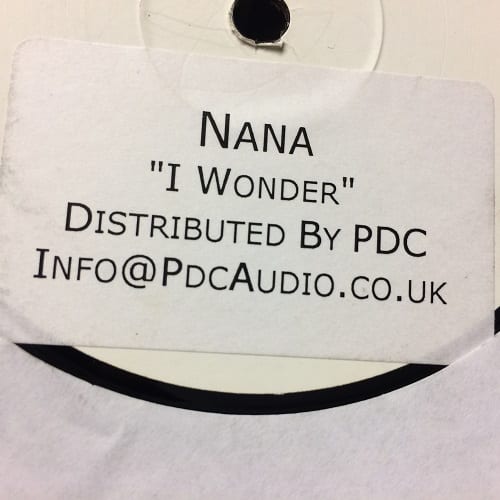 NANA
"I WONDER"
DISTRIBUTED BY PDC
INFO@PDCAUDIO.CO.UK